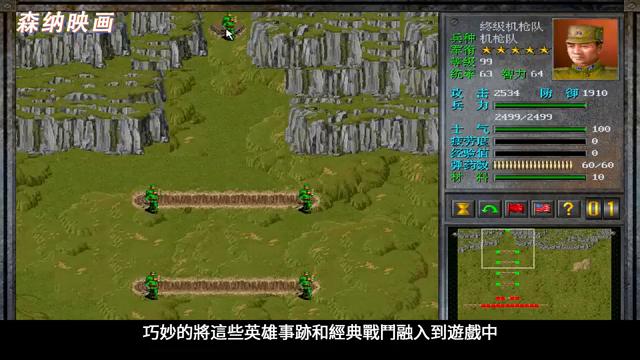 森纳映画
终级机枪队
兵种 机枪队
军衔
等级 99
统率 63 智力 64
攻击 2534 防御 1910
兵力
2499/2499
士气 100
疲劳度 0
经验值 0
弹药数 60/60
材料 10
? 01
巧妙的將這些英雄事跡和經典戰鬥融入到遊戲中